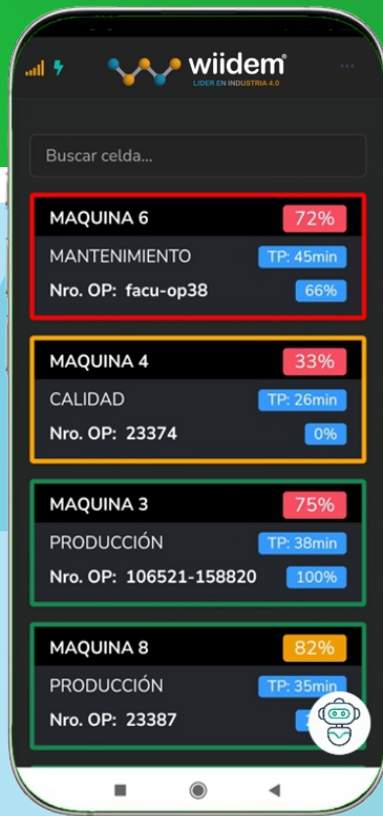 wiidem®
LIDER EN INDUSTRIA 4.0
Buscar celda...
MAQUINA 6 72%
MANTENIMIENTO TP: 45min
Nro. OP: facu-op38 66%
MAQUINA 4 33%
CALIDAD TP: 26min
Nro. OP: 23374 0%
MAQUINA 3 75%
PRODUCCIÓN TP: 38min
Nro. OP: 106521-158820 100%
MAQUINA 8 82%
PRODUCCIÓN TP: 35min
Nro. OP: 23387